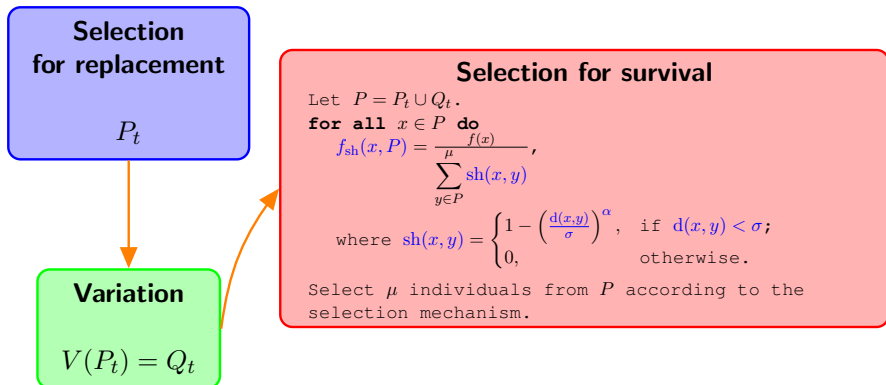 Selection
for replacement
P_t
Variation
V(P_t) = Q_t
Selection for survival
Let P = P_t ∪ Q_t.
for all x ∈ P do
f_sh(x, P) = f(x) / ∑_{y∈P}^{μ} sh(x, y),
where sh(x, y) = { 1 − (d(x,y)/σ)^α, if d(x, y) < σ;
0, otherwise.
Select μ individuals from P according to the
selection mechanism.